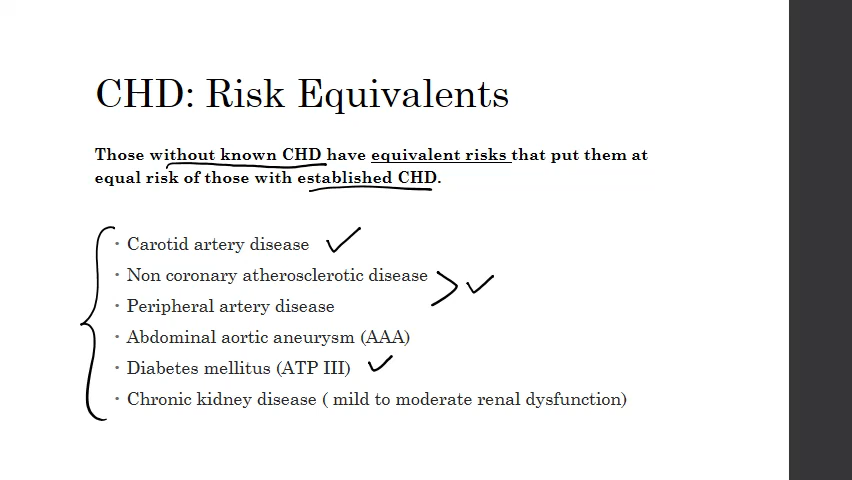 CHD: Risk Equivalents
Those without known CHD have equivalent risks that put them at
equal risk of those with established CHD.
• Carotid artery disease
• Non coronary atherosclerotic disease
• Peripheral artery disease
• Abdominal aortic aneurysm (AAA)
• Diabetes mellitus (ATP III)
• Chronic kidney disease ( mild to moderate renal dysfunction)